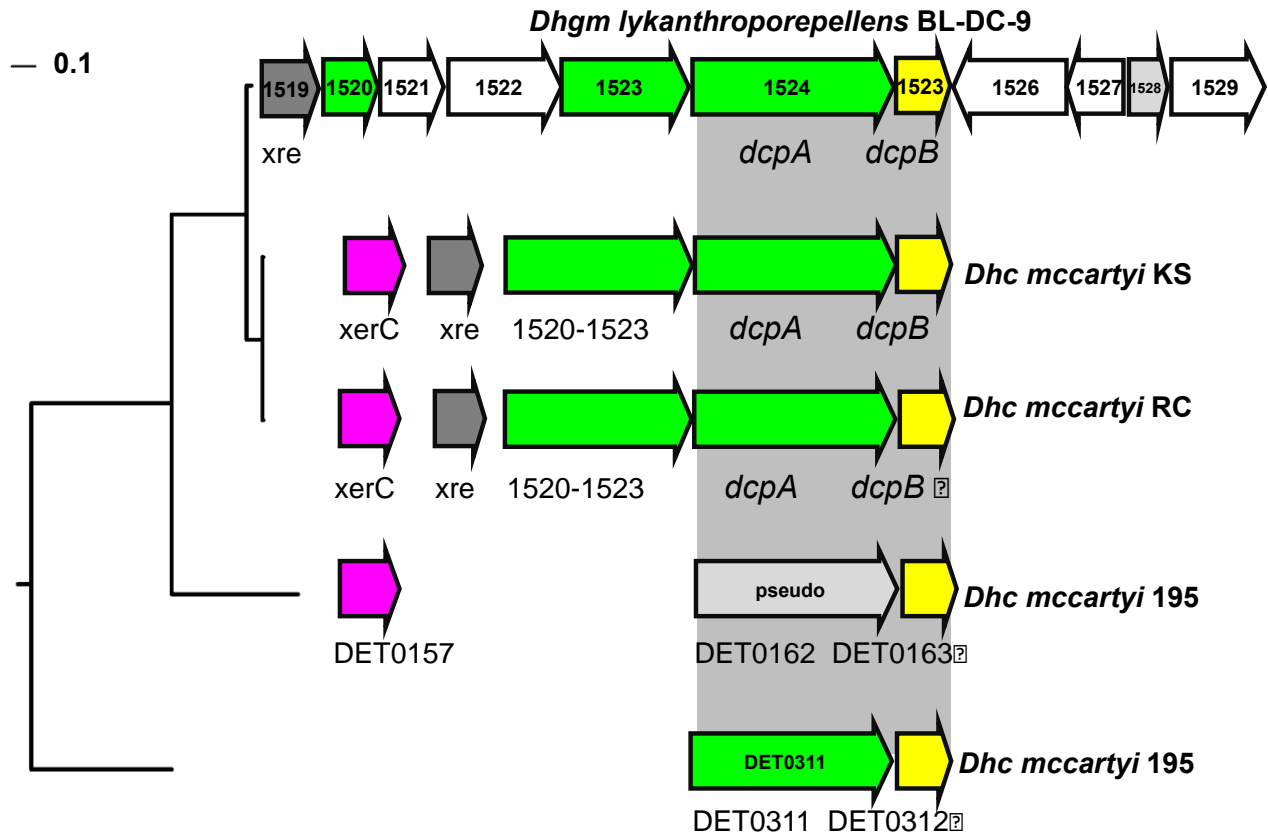 Dhgm lykanthroporepellens BL-DC-9
0.1
1519 1520 1521 1522 1523 1524 1523 1526 1527 1528 1529
xre dcpA dcpB
Dhc mccartyi KS
xerC xre 1520-1523 dcpA dcpB
Dhc mccartyi RC
xerC xre 1520-1523 dcpA dcpB
pseudo
Dhc mccartyi 195
DET0157 DET0162 DET0163
DET0311
Dhc mccartyi 195
DET0311 DET0312